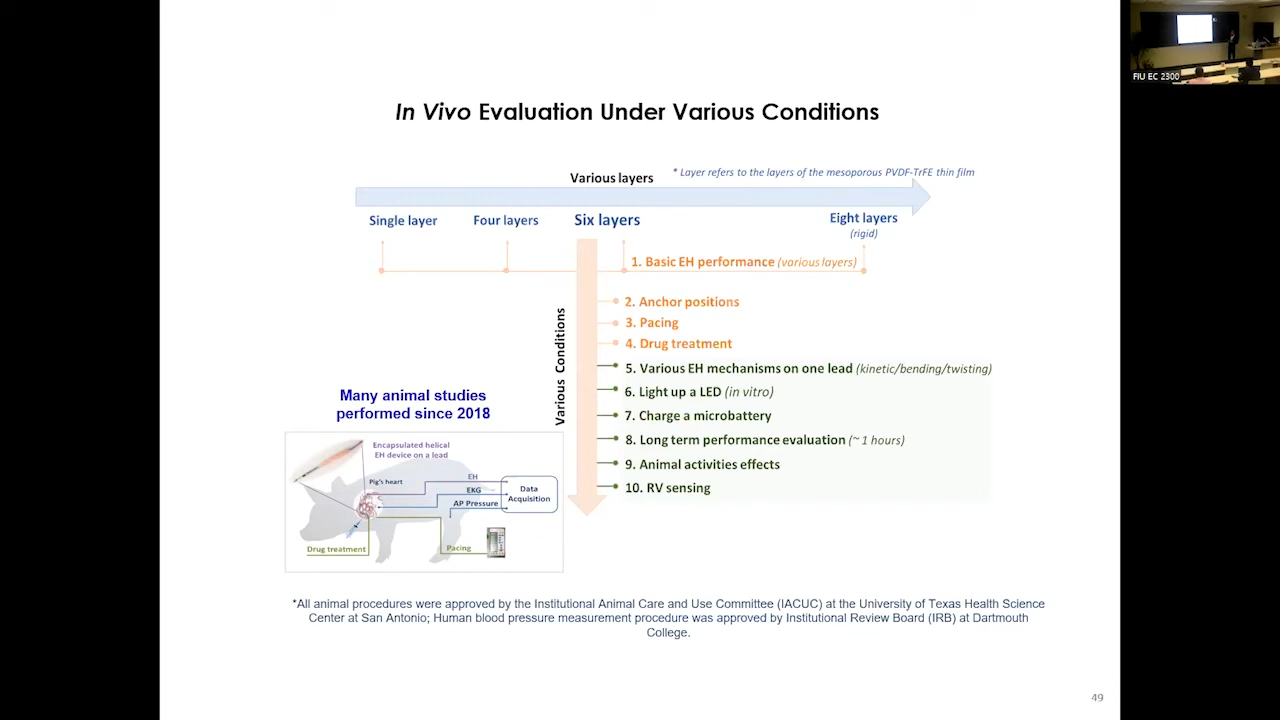 FIU EC 2300
In Vivo Evaluation Under Various Conditions
Various layers
* Layer refers to the layers of the mesoporous PVDF-TrFE thin film
Single layer
Four layers
Six layers
Eight layers
(rigid)
1. Basic EH performance (various layers)
2. Anchor positions
3. Pacing
4. Drug treatment
5. Various EH mechanisms on one lead (kinetic/bending/twisting)
6. Light up a LED (in vitro)
7. Charge a microbattery
8. Long term performance evaluation (~ 1 hours)
9. Animal activities effects
10. RV sensing
Various Conditions
Many animal studies
performed since 2018
Encapsulated helical
EH device on a lead
Pig's heart
EH
EKG
AP Pressure
Data
Acquisition
Drug treatment
Pacing
*All animal procedures were approved by the Institutional Animal Care and Use Committee (IACUC) at the University of Texas Health Science
Center at San Antonio; Human blood pressure measurement procedure was approved by Institutional Review Board (IRB) at Dartmouth
College.
49